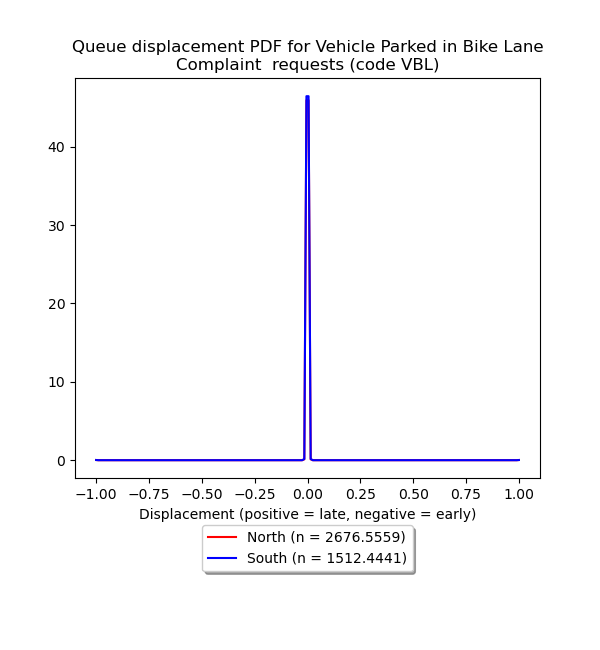 Queue displacement PDF for Vehicle Parked in Bike Lane
Complaint  requests (code VBL)
40
30
20
10
0
−1.00 −0.75 −0.50 −0.25 0.00 0.25 0.50 0.75 1.00
Displacement (positive = late, negative = early)
North (n = 2676.5559)
South (n = 1512.4441)